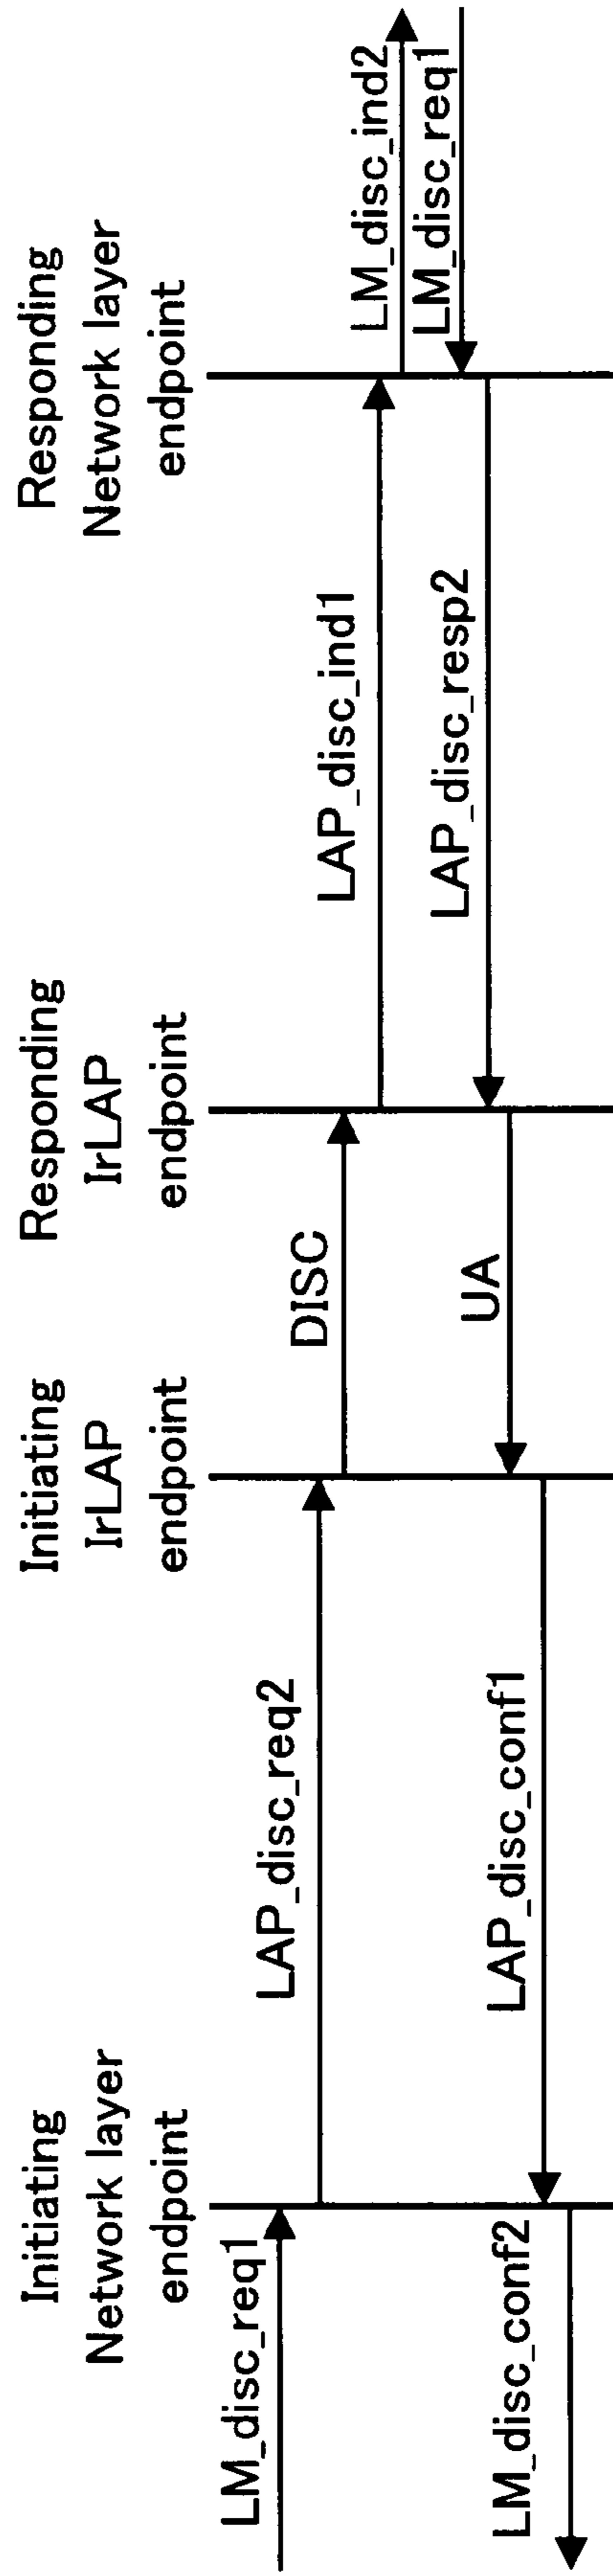 Initiating
Network layer
endpoint
Initiating
IrLAP
endpoint
Responding
IrLAP
endpoint
Responding
Network layer
endpoint
LM_disc_req1
LAP_disc_req2
DISC
LAP_disc_ind1
LM_disc_ind2
LM_disc_req1
LAP_disc_resp2
UA
LAP_disc_conf1
LM_disc_conf2